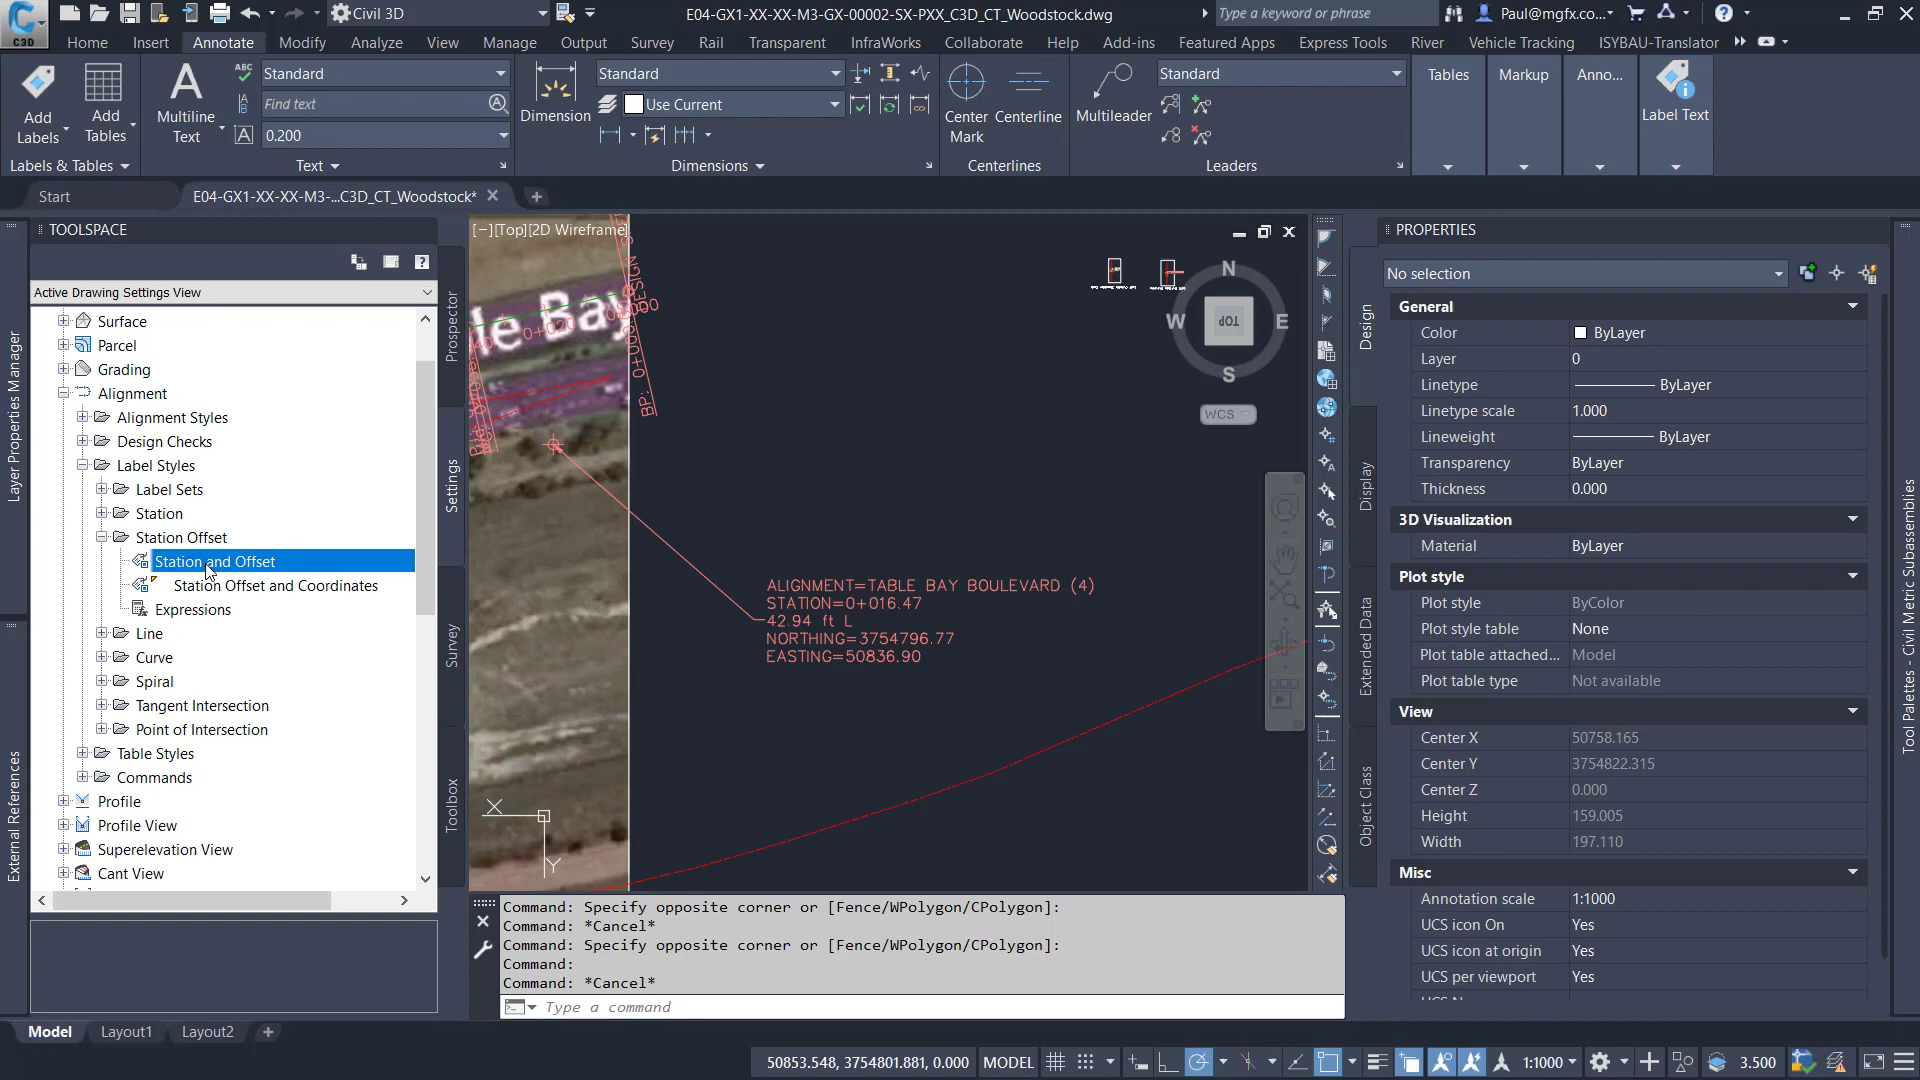 C3D
Civil 3D
E04-GX1-XX-XX-M3-GX-00002-SX-PXX_C3D_CT_Woodstock.dwg
Type a keyword or phrase
Paul@mgfx.co...
Home Insert Annotate Modify Analyze View Manage Output Survey Rail Transparent InfraWorks Collaborate Help Add-ins Featured Apps Express Tools River Vehicle Tracking ISYBAU-Translator
Add Labels
Add Tables
Labels & Tables
Multiline Text
ABC
Standard
Find text
0.200
Text
Dimension
Standard
Use Current
Dimensions
Center Mark
Centerline
Centerlines
Multileader
Standard
Leaders
Tables
Markup
Anno...
Label Text
Start
E04-GX1-XX-XX-M3-...C3D_CT_Woodstock*
Layer Properties Manager
External References
TOOLSPACE
Active Drawing Settings View
Surface
Parcel
Grading
Alignment
Alignment Styles
Design Checks
Label Styles
Label Sets
Station
Station Offset
Station and Offset
Station Offset and Coordinates
Expressions
Line
Curve
Spiral
Tangent Intersection
Point of Intersection
Table Styles
Commands
Profile
Profile View
Superelevation View
Cant View
Prospector
Settings
Survey
Toolbox
[−][Top][2D Wireframe]
le Bay
0+020
BP: 0+000.00
N
W
TOP
E
S
WCS
ALIGNMENT=TABLE BAY BOULEVARD (4)
STATION=0+016.47
42.94 ft L
NORTHING=3754796.77
EASTING=50836.90
X
Y
Command: Specify opposite corner or [Fence/WPolygon/CPolygon]:
Command: *Cancel*
Command: Specify opposite corner or [Fence/WPolygon/CPolygon]:
Command:
Command: *Cancel*
Type a command
Design
Display
Extended Data
Object Class
PROPERTIES
No selection
General
Color ByLayer
Layer 0
Linetype ByLayer
Linetype scale 1.000
Lineweight ByLayer
Transparency ByLayer
Thickness 0.000
3D Visualization
Material ByLayer
Plot style
Plot style ByColor
Plot style table None
Plot table attached... Model
Plot table type Not available
View
Center X 50758.165
Center Y 3754822.315
Center Z 0.000
Height 159.005
Width 197.110
Misc
Annotation scale 1:1000
UCS icon On Yes
UCS icon at origin Yes
UCS per viewport Yes
Tool Palettes - Civil Metric Subassemblies
Model Layout1 Layout2
50853.548, 3754801.881, 0.000 MODEL
1:1000
3.500